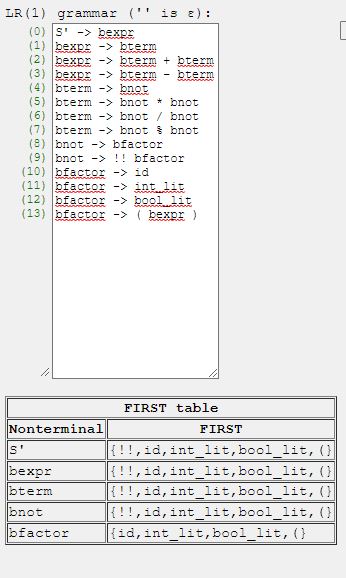 LR(1) grammar ('' is ε):
(0) S' -> bexpr
(1) bexpr -> bterm
(2) bexpr -> bterm + bterm
(3) bexpr -> bterm - bterm
(4) bterm -> bnot
(5) bterm -> bnot * bnot
(6) bterm -> bnot / bnot
(7) bterm -> bnot % bnot
(8) bnot -> bfactor
(9) bnot -> !! bfactor
(10) bfactor -> id
(11) bfactor -> int_lit
(12) bfactor -> bool_lit
(13) bfactor -> ( bexpr )
FIRST table
Nonterminal FIRST
S' {!!,id,int_lit,bool_lit,(}
bexpr {!!,id,int_lit,bool_lit,(}
bterm {!!,id,int_lit,bool_lit,(}
bnot {!!,id,int_lit,bool_lit,(}
bfactor {id,int_lit,bool_lit,(}